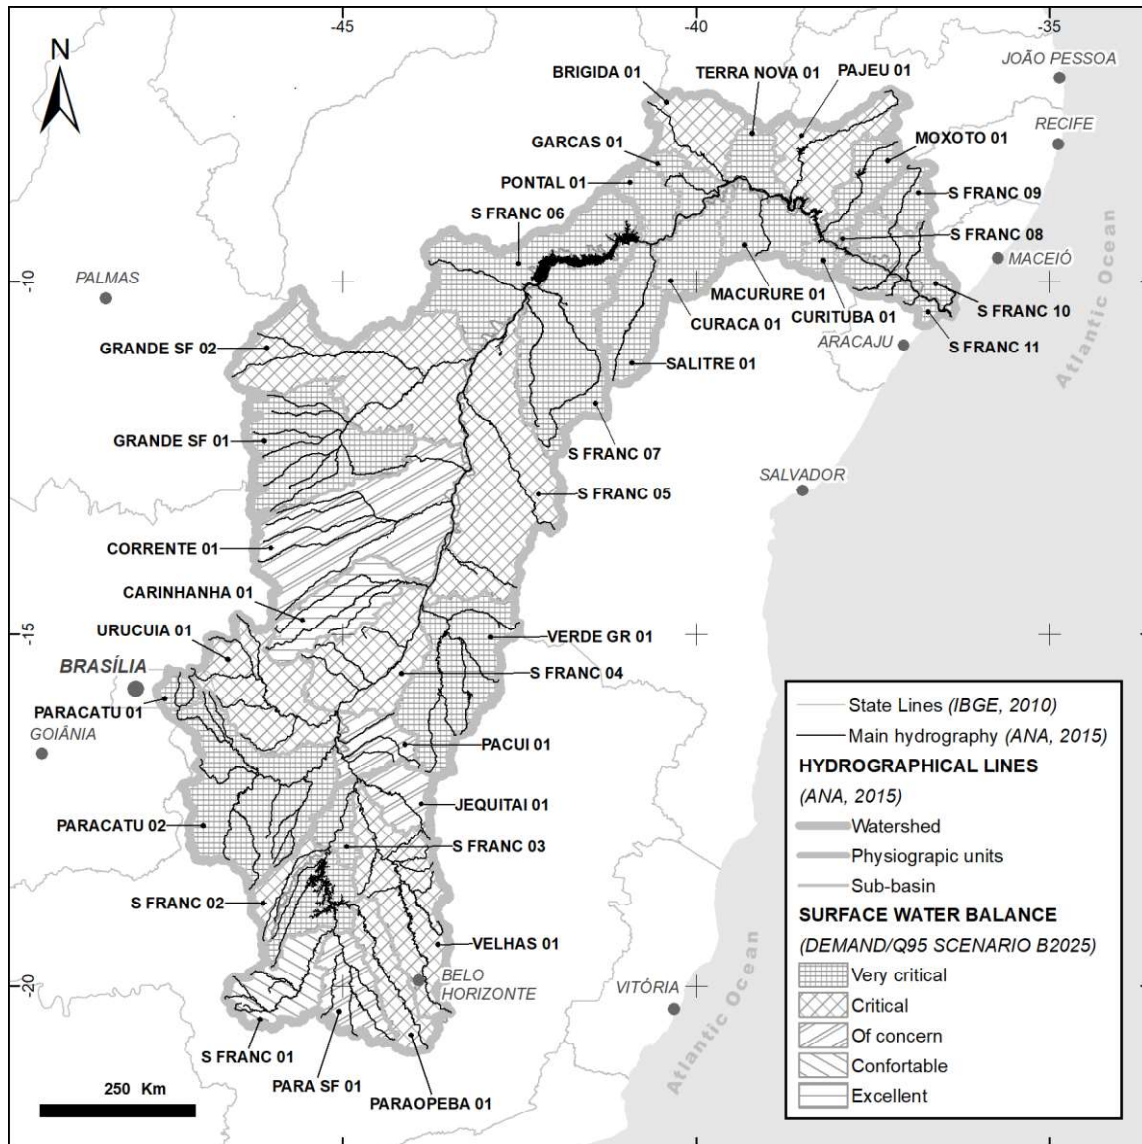 -45
-40
-35
N
JOÃO PESSOA
BRIGIDA 01
TERRA NOVA 01
PAJEU 01
RECIFE
GARCAS 01
MOXOTO 01
PONTAL 01
S FRANC 09
S FRANC 06
S FRANC 08
MACEIÓ
-10
PALMAS
MACURURE 01
CURITUBA 01
S FRANC 10
CURACA 01
ARACAJU
S FRANC 11
GRANDE SF 02
SALITRE 01
Atlantic Ocean
GRANDE SF 01
S FRANC 07
SALVADOR
S FRANC 05
CORRENTE 01
CARINHANHA 01
URUCUIA 01
-15
VERDE GR 01
BRASÍLIA
S FRANC 04
PARACATU 01
GOIÂNIA
PACUI 01
JEQUITAI 01
PARACATU 02
S FRANC 03
S FRANC 02
VELHAS 01
-20
BELO
HORIZONTE
VITÓRIA
Atlantic Ocean
S FRANC 01
PARA SF 01
PARAOPEBA 01
250 Km
State Lines (IBGE, 2010)
Main hydrography (ANA, 2015)
HYDROGRAPHICAL LINES
(ANA, 2015)
Watershed
Physiograpic units
Sub-basin
SURFACE WATER BALANCE
(DEMAND/Q95 SCENARIO B2025)
Very critical
Critical
Of concern
Confortable
Excellent